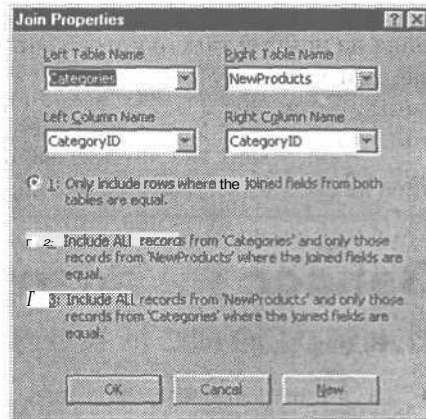 Join Properties
Left Table Name
Right Table Name
Categories
NewProducts
Left Column Name
Right Column Name
CategoryID
CategoryID
1: Only include rows where the joined fields from both
tables are equal.
2: Include ALL records from 'Categories' and only those
records from 'NewProducts' where the joined fields are
equal.
3: Include ALL records from 'NewProducts' and only those
records from 'Categories' where the joined fields are
equal.
OK
Cancel
New